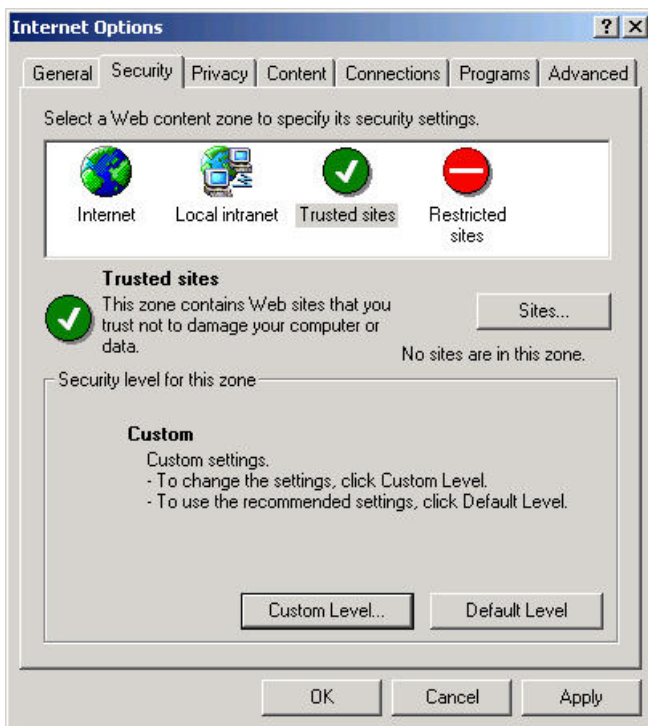 Internet Options
General Security Privacy Content Connections Programs Advanced
Select a Web content zone to specify its security settings.
Internet Local intranet Trusted sites Restricted
sites
Trusted sites
This zone contains Web sites that you
trust not to damage your computer or
data.
Sites...
No sites are in this zone.
Security level for this zone
Custom
Custom settings.
- To change the settings, click Custom Level.
- To use the recommended settings, click Default Level.
Custom Level... Default Level
OK Cancel Apply